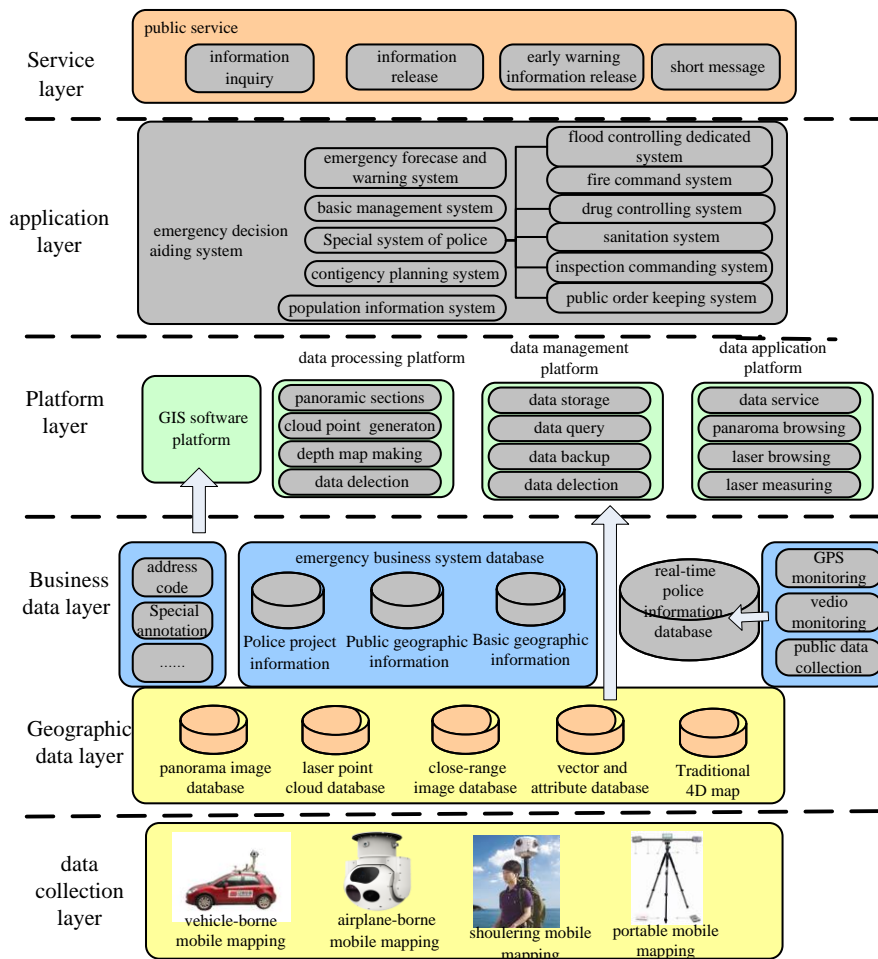 public service
Service
layer
information
inquiry
information
release
early warning
information release
short message
application
layer
emergency decision
aiding system
emergency forecase and
warning system
basic management system
Special system of police
contigency planning system
population information system
flood controlling dedicated
system
fire command system
drug controlling system
sanitation system
inspection commanding system
public order keeping system
Platform
layer
GIS software
platform
data processing platform
panoramic sections
cloud point generaton
depth map making
data delection
data management
platform
data storage
data query
data backup
data delection
data application
platform
data service
panaroma browsing
laser browsing
laser measuring
Business
data layer
address
code
Special
annotation
......
emergency business system database
Police project
information
Public geographic
information
Basic geographic
information
real-time
police
information
database
GPS
monitoring
vedio
monitoring
public data
collection
Geographic
data layer
panorama image
database
laser point
cloud database
close-range
image database
vector and
attribute database
Traditional
4D map
data
collection
layer
vehicle-borne
mobile mapping
airplane-borne
mobile mapping
shoulering mobile
mapping
portable mobile
mapping